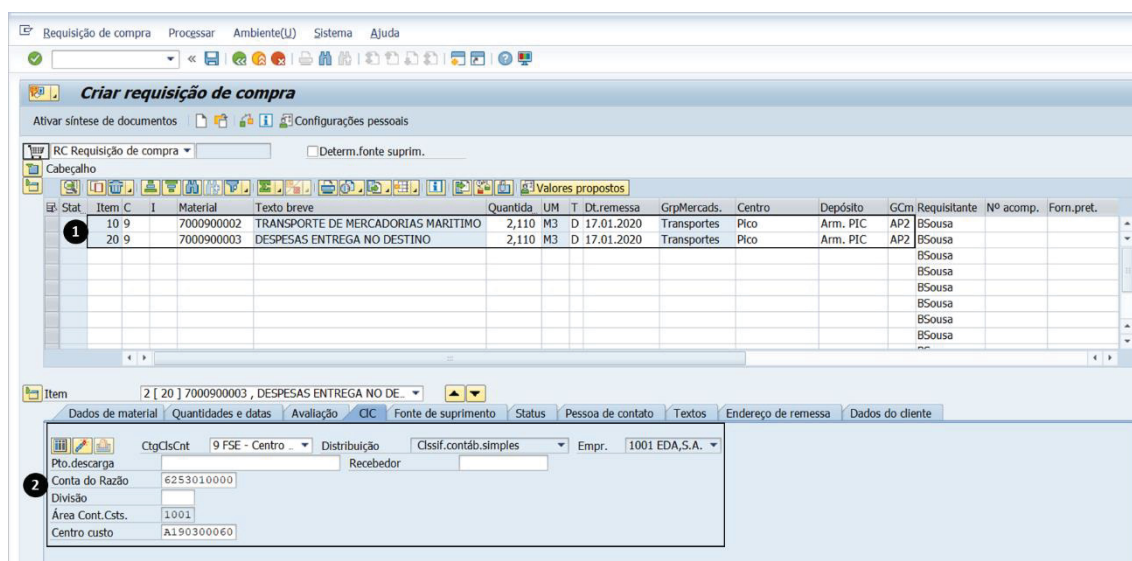 Requisição de compra Processar Ambiente(U) Sistema Ajuda
Criar requisição de compra
Ativar síntese de documentos Configurações pessoais
RC Requisição de compra Determ.fonte suprim.
Cabeçalho
Valores propostos
Stat Item C I Material Texto breve Quantida UM T Dt.remessa GrpMercads. Centro Depósito GCm Requisitante Nº acomp. Forn.pret.
1
10 9 7000900002 TRANSPORTE DE MERCADORIAS MARITIMO 2,110 M3 D 17.01.2020 Transportes Pico Arm. PIC AP2 BSousa
20 9 7000900003 DESPESAS ENTREGA NO DESTINO 2,110 M3 D 17.01.2020 Transportes Pico Arm. PIC AP2 BSousa
BSousa
BSousa
BSousa
BSousa
BSousa
BSousa
Item 2 [ 20 ] 7000900003 , DESPESAS ENTREGA NO DE..
Dados de material Quantidades e datas Avaliação CIC Fonte de suprimento Status Pessoa de contato Textos Endereço de remessa Dados do cliente
CtgClsCnt 9 FSE - Centro .. Distribuição Clssif.contáb.simples Empr. 1001 EDA,S.A.
Pto.descarga Recebedor
2
Conta do Razão 6253010000
Divisão
Área Cont.Csts. 1001
Centro custo A190300060